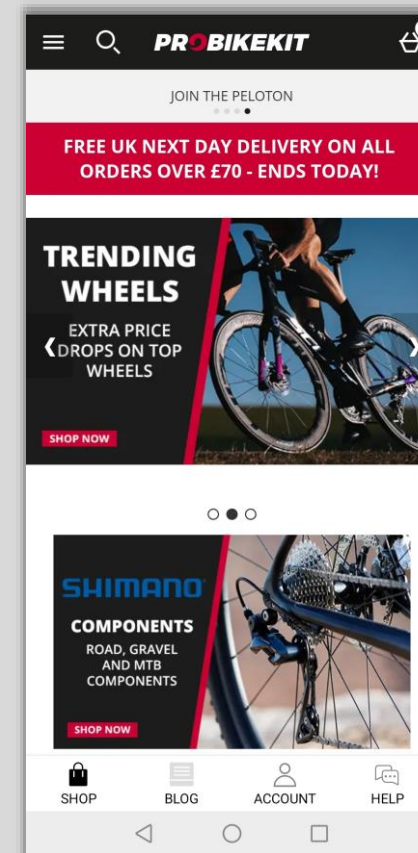 PROBIKEKIT
JOIN THE PELOTON
FREE UK NEXT DAY DELIVERY ON ALL
ORDERS OVER £70 - ENDS TODAY!
TRENDING
WHEELS
EXTRA PRICE
DROPS ON TOP
WHEELS
SHOP NOW
SHIMANO
COMPONENTS
ROAD, GRAVEL
AND MTB
COMPONENTS
SHOP NOW
SHOP BLOG ACCOUNT HELP